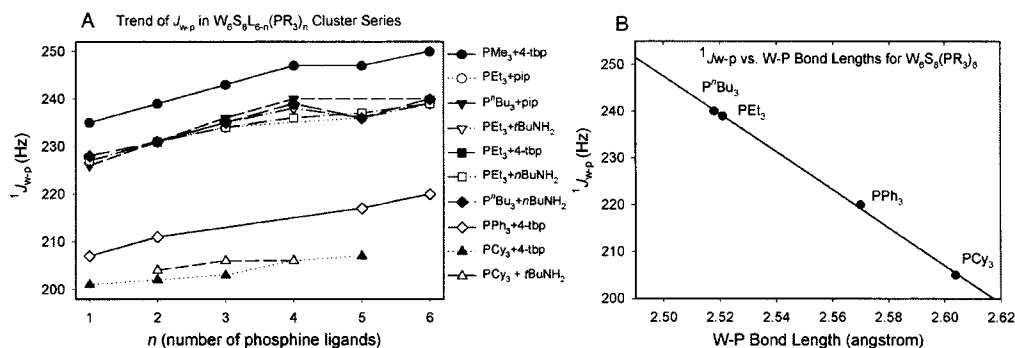 A Trend of J_w-p in W₆S₈L₆₋ₙ(PR₃)ₙ Cluster Series
¹J_w-p (Hz)
250
240
230
220
210
200
1 2 3 4 5 6
n (number of phosphine ligands)
PMe₃+4-tbp
PEt₃+pip
PⁿBu₃+pip
PEt₃+tBuNH₂
PEt₃+4-tbp
PEt₃+nBuNH₂
PⁿBu₃+nBuNH₂
PPh₃+4-tbp
PCy₃+4-tbp
PCy₃ + tBuNH₂
B
¹Jw-p vs. W-P Bond Lengths for W₆S₈(PR₃)₆
PⁿBu₃
PEt₃
PPh₃
PCy₃
¹J_w-p (Hz)
250
240
230
220
210
200
2.50 2.52 2.54 2.56 2.58 2.60 2.62
W-P Bond Length (angstrom)